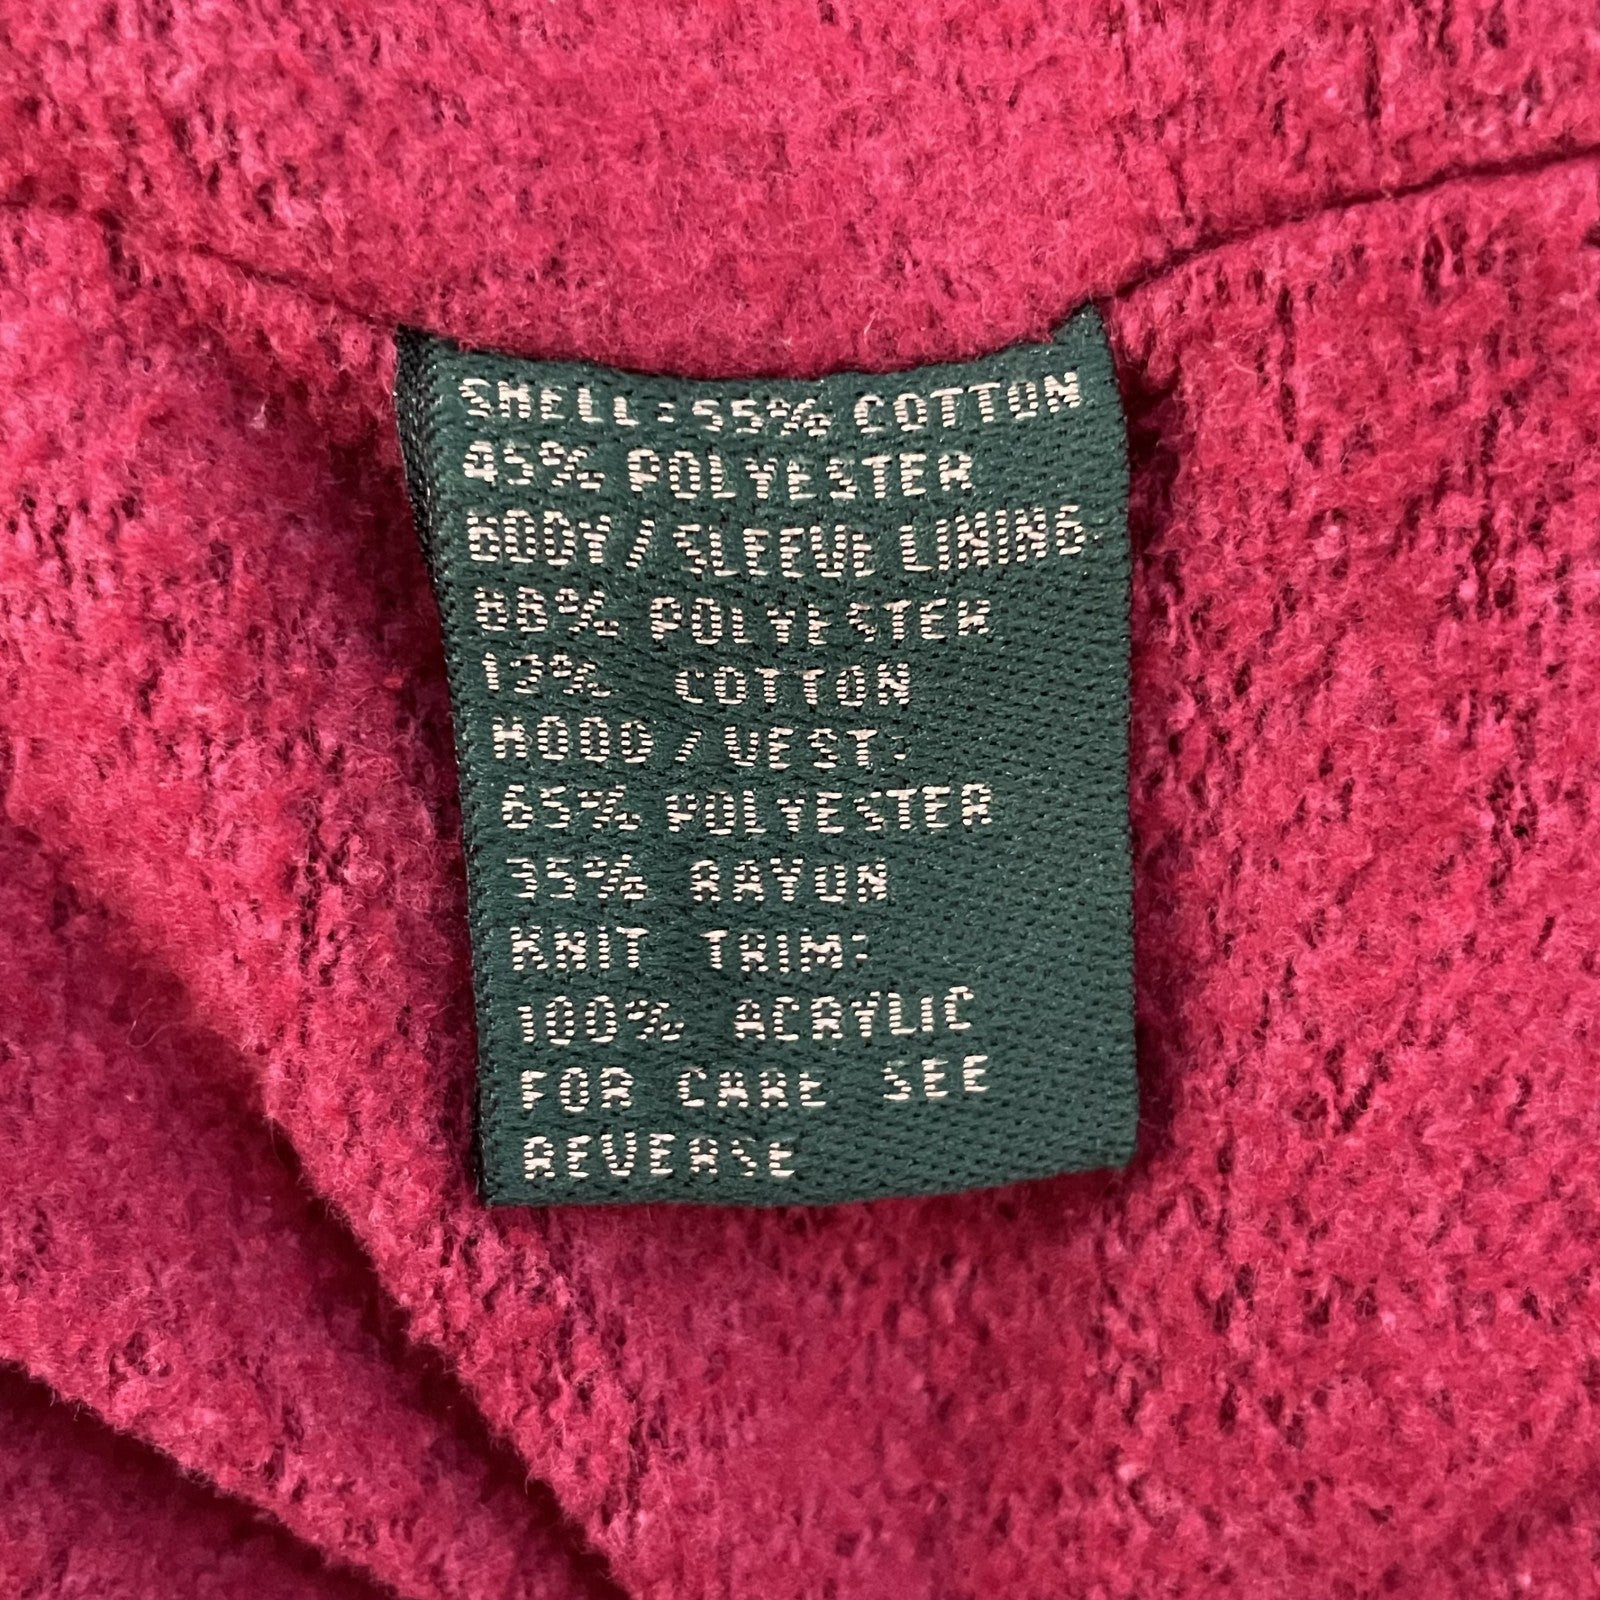 SHELL: 55% COTTON
45% POLYESTER
BODY/SLEEVE LINING:
88% POLYESTER
12% COTTON
HOOD/VEST:
65% POLYESTER
35% RAYON
KNIT TRIM:
100% ACRYLIC
FOR CARE SEE
REVERSE